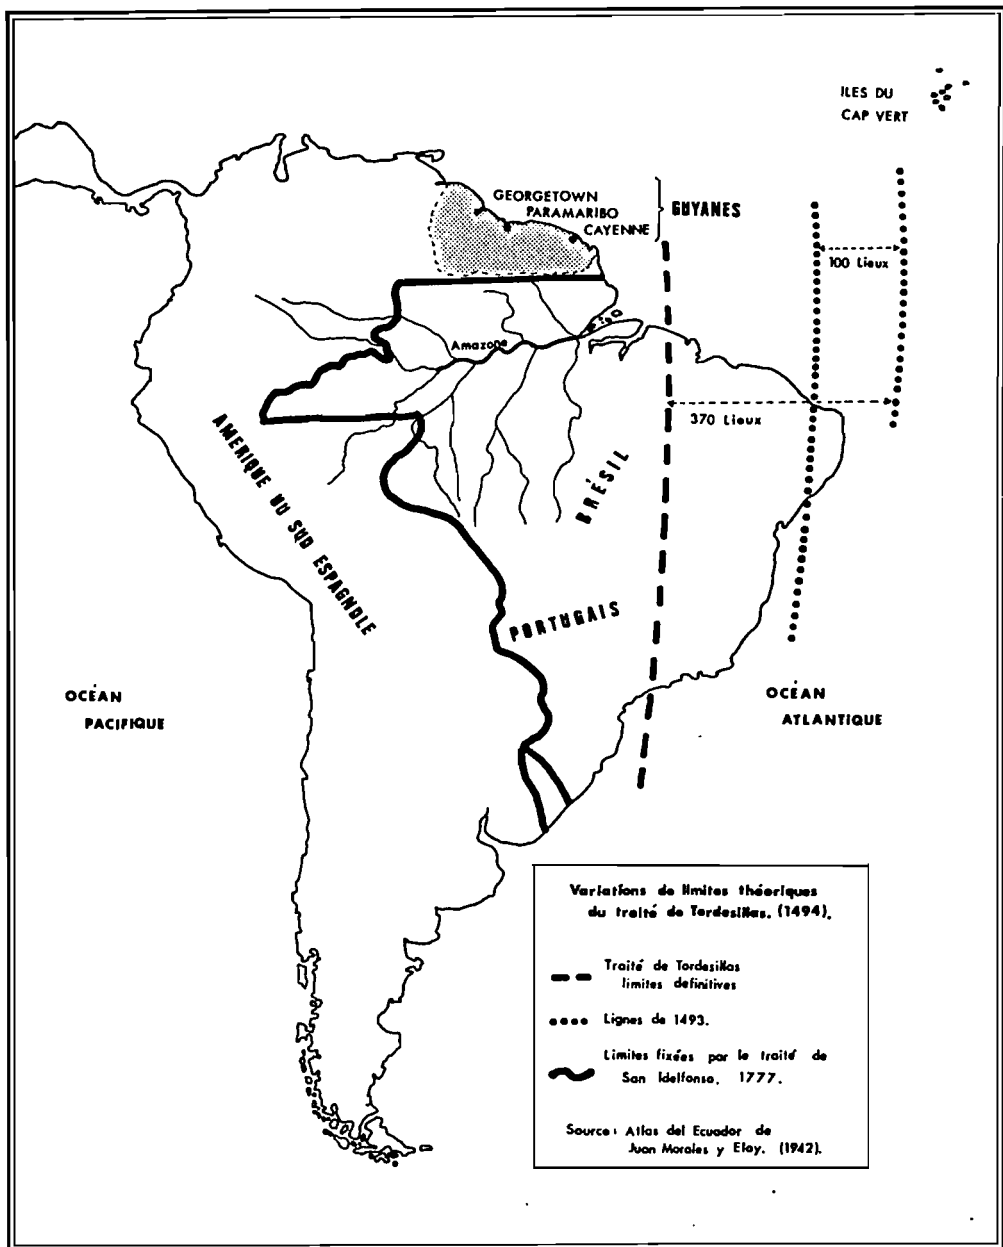 ILES DU
CAP VERT
GEORGETOWN
PARAMARIBO
CAYENNE
GUYANES
100 Lieux
Amazone
370 Lieux
AMÉRIQUE DU SUD ESPAGNOLE
BRÉSIL
PORTUGAIS
OCÉAN
PACIFIQUE
OCÉAN
ATLANTIQUE
Variations de limites théoriques
du traité de Tordesillas. (1494).
Traité de Tordesillas
limites definitives
Lignes de 1493.
Limites fixées par le traité de
San Idelfonso. 1777.
Source: Atlas del Ecuador de
Juan Morales y Eloy. (1942).